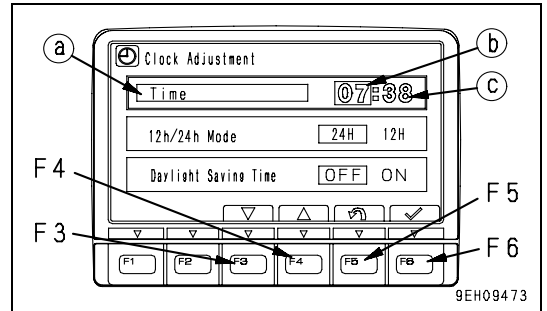 Clock Adjustment
a
b
Time
07:38
c
12h/24h Mode 24H 12H
F4
Daylight Saving Time OFF ON
F5
F3
F6
F1 F2 F3 F4 F5 F6
9EH09473